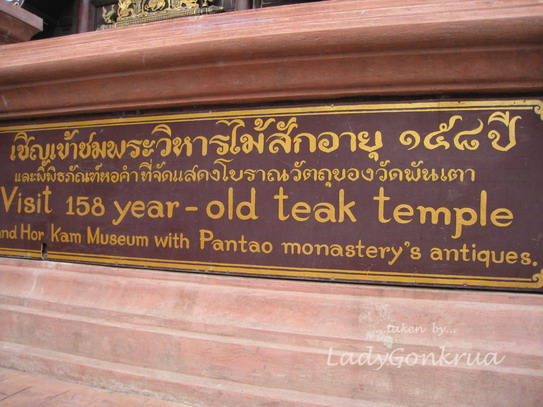 เชิญเข้าชมพระวิหารไม้สักอายุ ๑๕๘ ปี
และพิพิธภัณฑ์หอคำ ที่จัดแสดงโบราณวัตถุของวัดพันเตา
Visit 158 year-old teak temple
and Hor Kam Museum with Pantao monastery's antiques.
...taken by...
LadyGonkrua